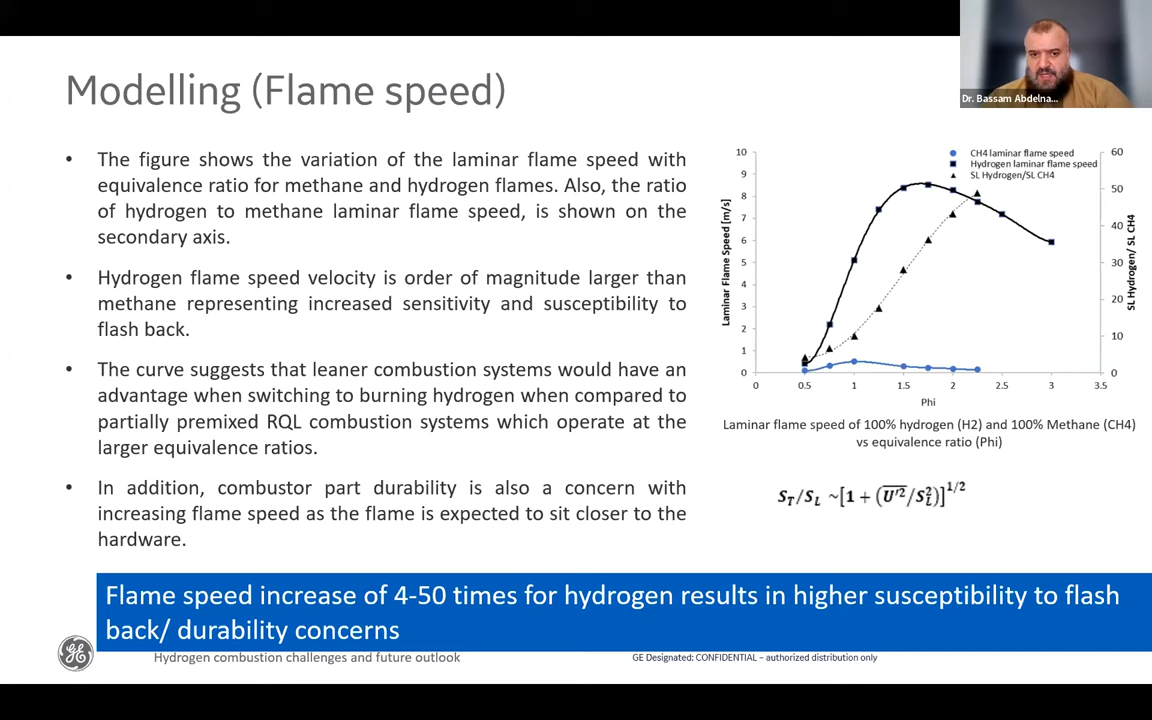 Dr. Bassam Abdelna...
Modelling (Flame speed)
• The figure shows the variation of the laminar flame speed with
equivalence ratio for methane and hydrogen flames. Also, the ratio
of hydrogen to methane laminar flame speed, is shown on the
secondary axis.
• Hydrogen flame speed velocity is order of magnitude larger than
methane representing increased sensitivity and susceptibility to
flash back.
• The curve suggests that leaner combustion systems would have an
advantage when switching to burning hydrogen when compared to
partially premixed RQL combustion systems which operate at the
larger equivalence ratios.
• In addition, combustor part durability is also a concern with
increasing flame speed as the flame is expected to sit closer to the
hardware.
CH4 laminar flame speed
Hydrogen laminar flame speed
SL Hydrogen/SL CH4
Laminar Flame Speed [m/s]
10
9
8
7
6
5
4
3
2
1
0
60
50
40
30
20
10
0
SL Hydrogen/ SL CH4
0 0.5 1 1.5 2 2.5 3 3.5
Phi
Laminar flame speed of 100% hydrogen (H2) and 100% Methane (CH4)
vs equivalence ratio (Phi)
S_T/S_L ~[1 + (\overline{U'^2}/S_L^2)]^{1/2}
Flame speed increase of 4-50 times for hydrogen results in higher susceptibility to flash
back/ durability concerns
GE
Hydrogen combustion challenges and future outlook
GE Designated: CONFIDENTIAL – authorized distribution only